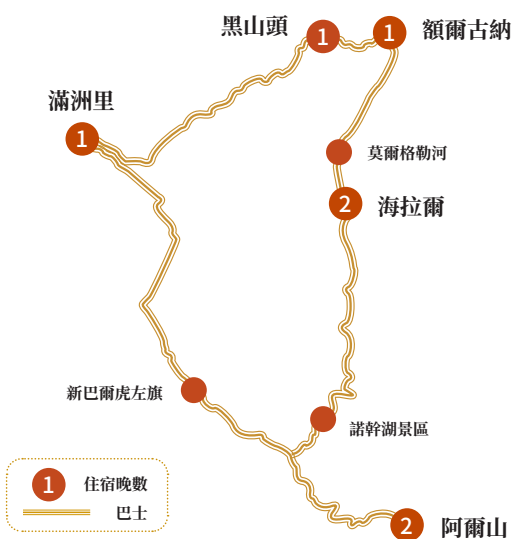 黑山頭
1
1
額爾古納
滿洲里
1
莫爾格勒河
2
海拉爾
新巴爾虎左旗
諾幹湖景區
1
住宿晚數
巴士
2
阿爾山